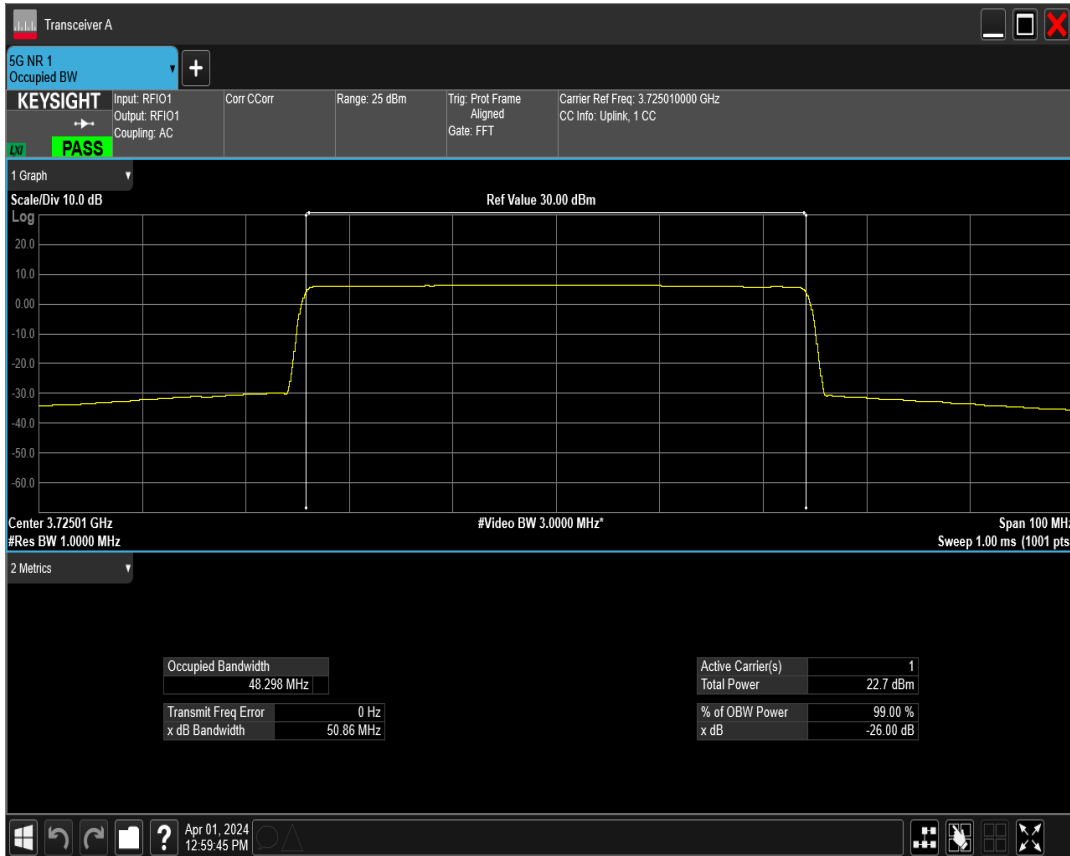 Transceiver A
5G NR 1
Occupied BW
KEYSIGHT
LXI
PASS
Input: RFIO1
Output: RFIO1
Coupling: AC
Corr CCorr
Range: 25 dBm
Trig: Prot Frame
Aligned
Gate: FFT
Carrier Ref Freq: 3.725010000 GHz
CC Info: Uplink, 1 CC
1 Graph
Scale/Div 10.0 dB
Ref Value 30.00 dBm
Log
20.0
10.0
0.00
-10.0
-20.0
-30.0
-40.0
-50.0
-60.0
Center 3.72501 GHz
#Video BW 3.0000 MHz*
Span 100 MHz
#Res BW 1.0000 MHz
Sweep 1.00 ms (1001 pts
2 Metrics
Occupied Bandwidth
48.298 MHz
Transmit Freq Error 0 Hz
x dB Bandwidth 50.86 MHz
Active Carrier(s) 1
Total Power 22.7 dBm
% of OBW Power 99.00 %
x dB -26.00 dB
?
Apr 01, 2024
12:59:45 PM